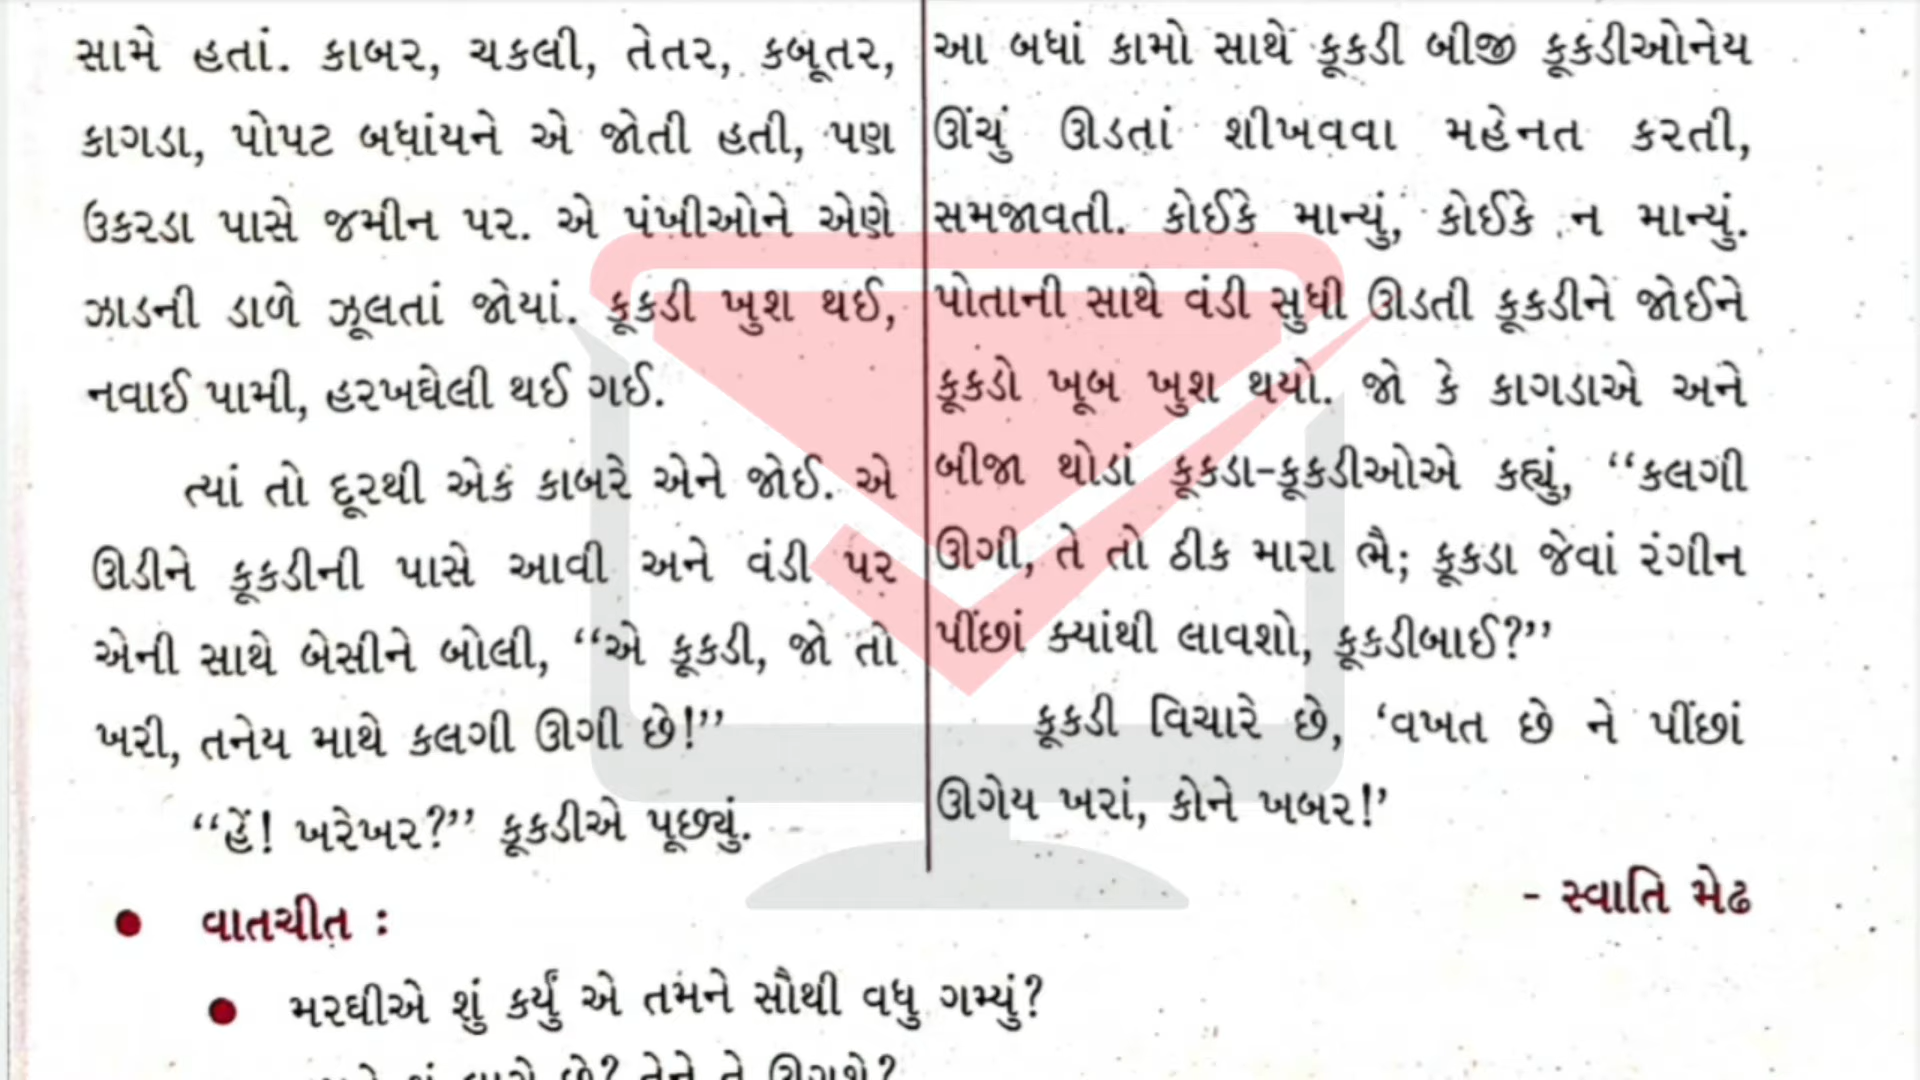 સામે હતાં. કાબર, ચકલી, તેતર, કબૂતર,
કાગડા, પોપટ બધાંયને એ જોતી હતી, પણ
ઉકરડા પાસે જમીન પર. એ પંખીઓને એણે
ઝાડની ડાળે ઝૂલતાં જોયાં. કૂકડી ખુશ થઈ,
નવાઈ પામી, હરખઘેલી થઈ ગઈ.
ત્યાં તો દૂરથી એક કાબરે એને જોઈ. એ
ઊડીને કૂકડીની પાસે આવી અને વંડી પર
એની સાથે બેસીને બોલી, “એ કૂકડી, જો તો
ખરી, તનેય માથે કલગી ઊગી છે!”
“હેં! ખરેખર?” કૂકડીએ પૂછ્યું.
આ બધાં કામો સાથે કૂકડી બીજી કૂકડીઓનેય
ઊંચું ઊડતાં શીખવવા મહેનત કરતી,
સમજાવતી. કોઈકે માન્યું, કોઈકે ન માન્યું.
પોતાની સાથે વંડી સુધી ઊડતી કૂકડીને જોઈને
કૂકડો ખૂબ ખુશ થયો. જો કે કાગડાએ અને
બીજા થોડાં કૂકડા-કૂકડીઓએ કહ્યું, “કલગી
ઊગી, તે તો ઠીક મારા ભૈ; કૂકડા જેવાં રંગીન
પીંછાં ક્યાંથી લાવશો, કૂકડીબાઈ?”
કૂકડી વિચારે છે, ‘વખત છે ને પીંછાં
ઊગેય ખરાં, કોને ખબર!’
- સ્વાતિ મેઢ
● વાતચીત :
● મરઘીએ શું કર્યું એ તમને સૌથી વધુ ગમ્યું?